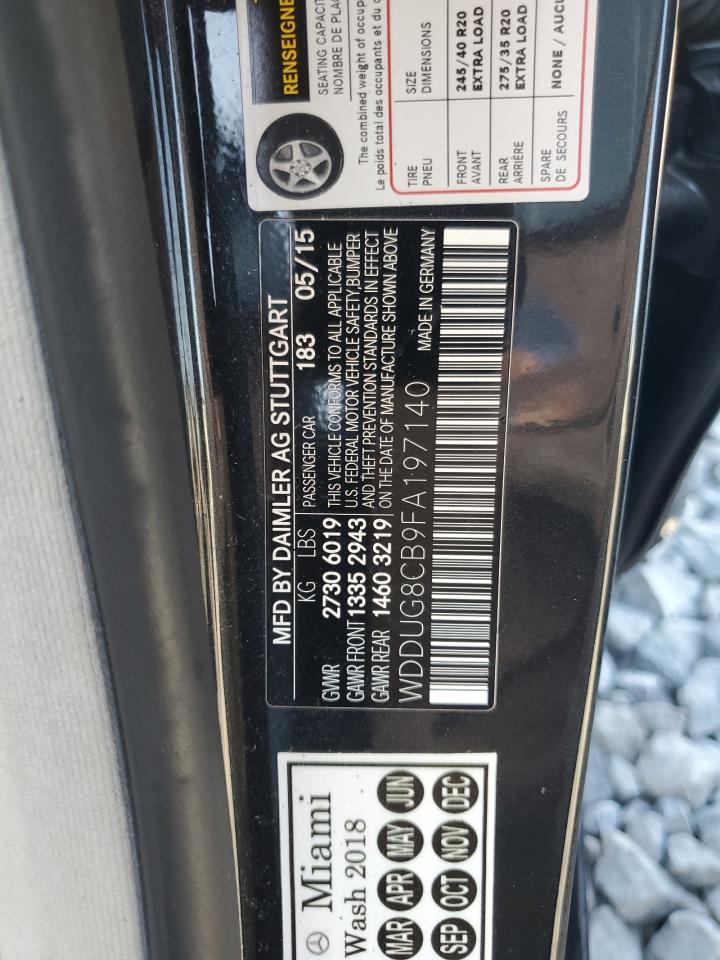 RENSEIGNE
SEATING CAPACI
NOMBRE DE PLAC
The combined weight of occup
Le poids total des occupants et du c
TIRE SIZE
PNEU DIMENSIONS
FRONT 245/40 R20
AVANT EXTRA LOAD
REAR 275/35 R20
ARRIÈRE EXTRA LOAD
SPARE NONE / AUCU
DE SECOURS
MFD BY DAIMLER AG STUTTGART
KG LBS PASSENGER CAR 183 05/15
GVWR 2730 6019 THIS VEHICLE CONFORMS TO ALL APPLICABLE
GAWR FRONT 1335 2943 U.S. FEDERAL MOTOR VEHICLE SAFETY, BUMPER
GAWR REAR 1460 3219 AND THEFT PREVENTION STANDARDS IN EFFECT
ON THE DATE OF MANUFACTURE SHOWN ABOVE
WDDUG8CB9FA197140 MADE IN GERMANY
Miami
Wash 2018
MAR APR MAY JUN
SEP OCT NOV DEC